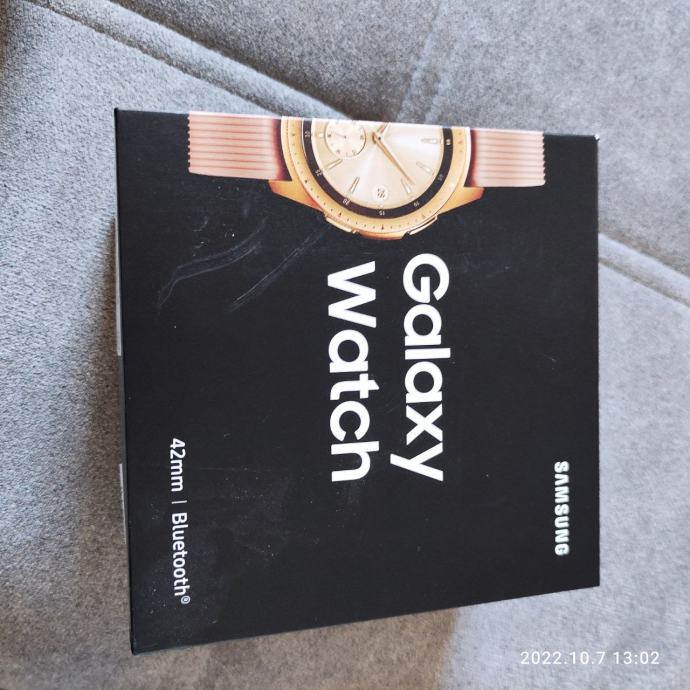 SAMSUNG
Galaxy
Watch
42mm | Bluetooth®
2022.10.7 13:02